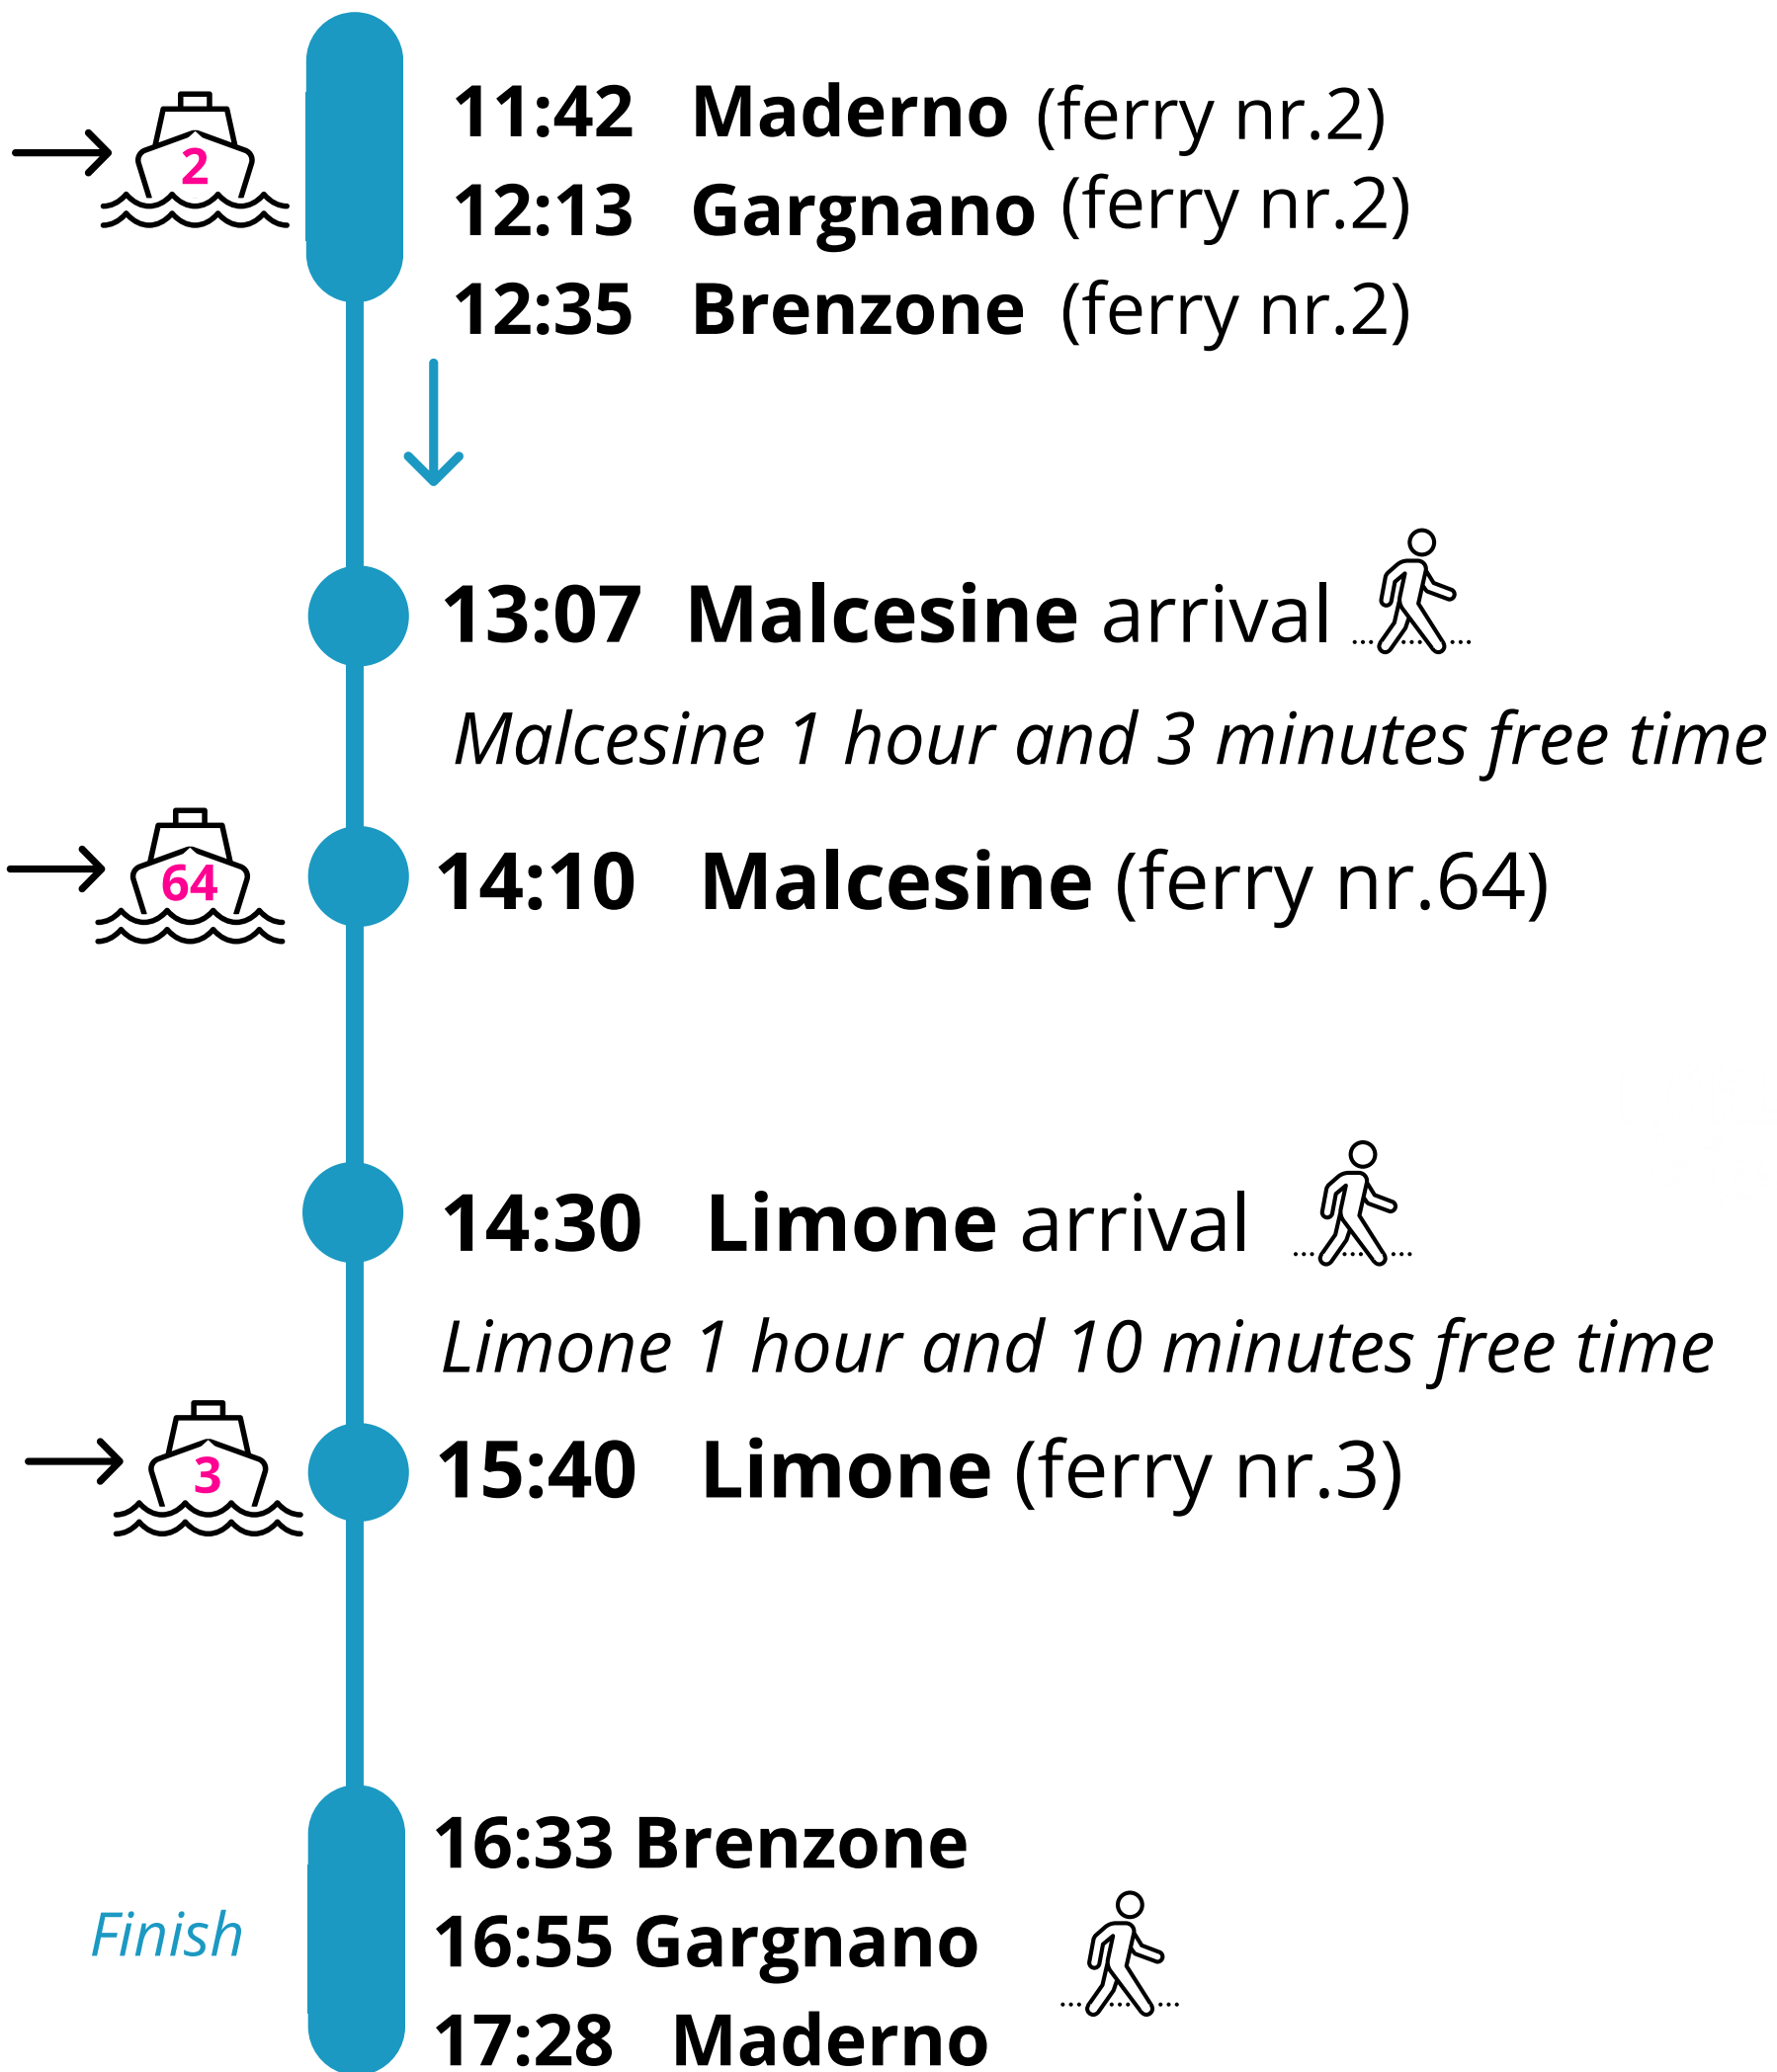 11:42 Maderno (ferry nr.2)
2
12:13 Gargnano (ferry nr.2)
12:35 Brenzone (ferry nr.2)
13:07 Malcesine arrival
Malcesine 1 hour and 3 minutes free time
64
14:10 Malcesine (ferry nr.64)
14:30 Limone arrival
Limone 1 hour and 10 minutes free time
3
15:40 Limone (ferry nr.3)
16:33 Brenzone
Finish
16:55 Gargnano
17:28 Maderno